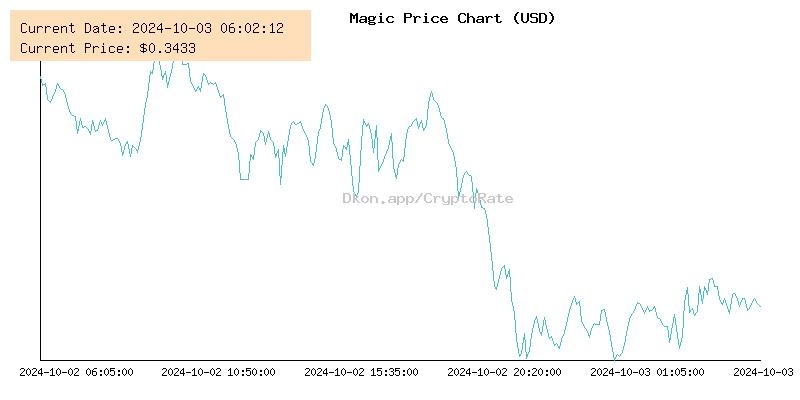 Magic Price Chart (USD)
Current Date: 2024-10-03 06:02:12
Current Price: $0.3433
Dkon.app/CryptoRate
2024-10-02 06:05:00 2024-10-02 10:50:00 2024-10-02 15:35:00 2024-10-02 20:20:00 2024-10-03 01:05:00 2024-10-03